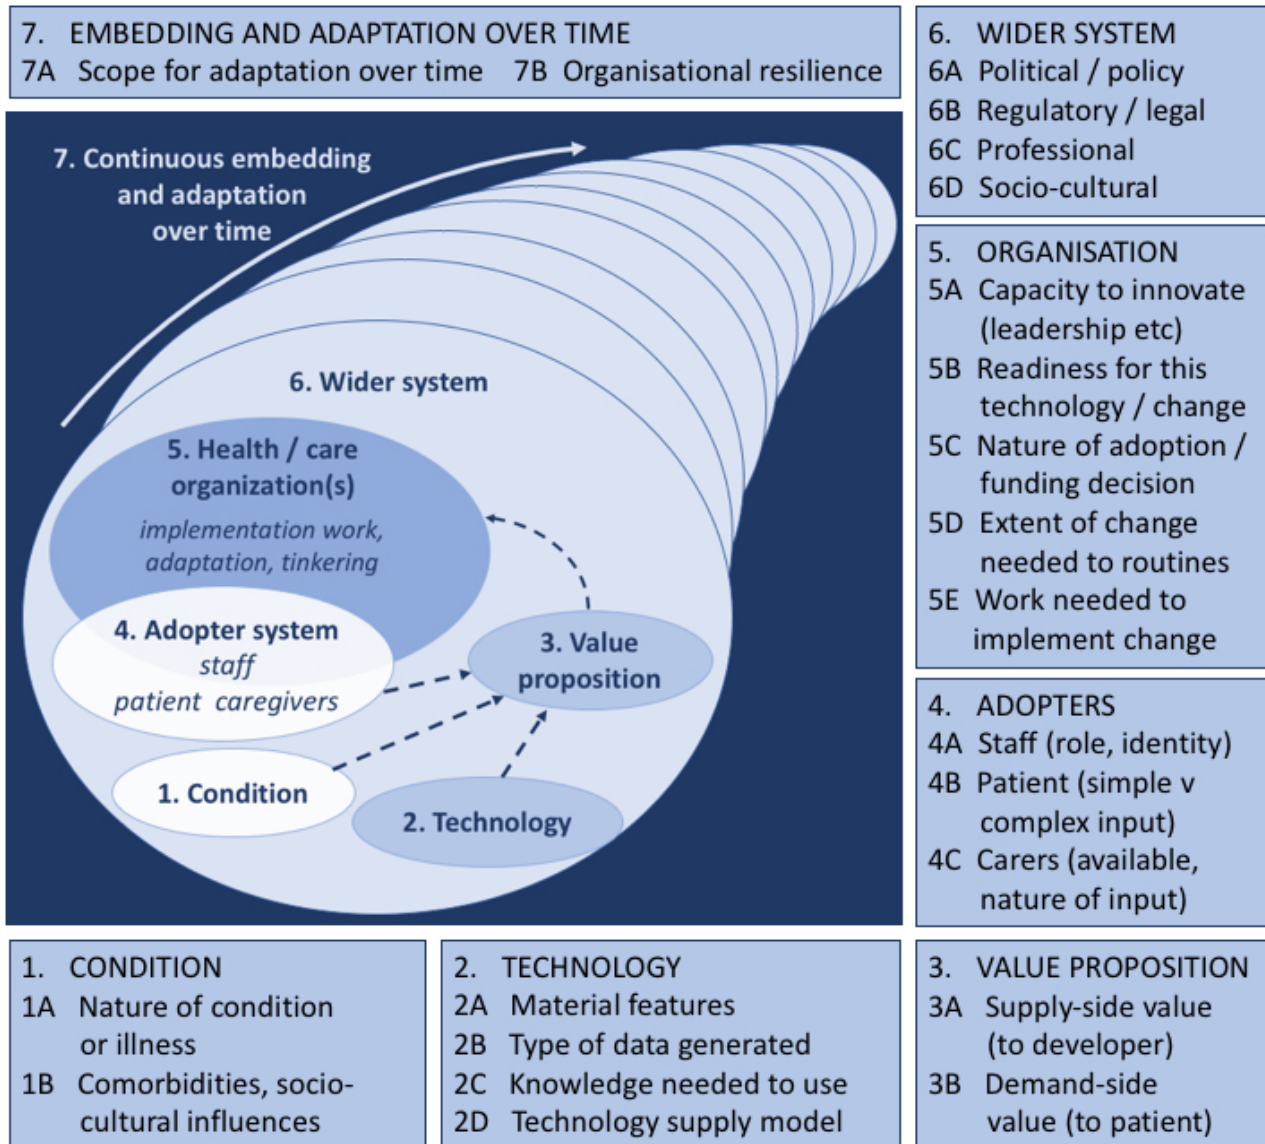 7. EMBEDDING AND ADAPTATION OVER TIME
7A Scope for adaptation over time 7B Organisational resilience
7. Continuous embedding
and adaptation
over time
6. Wider system
5. Health / care
organization(s)
implementation work,
adaptation, tinkering
4. Adopter system
staff
patient caregivers
3. Value
proposition
1. Condition
2. Technology
6. WIDER SYSTEM
6A Political / policy
6B Regulatory / legal
6C Professional
6D Socio-cultural
5. ORGANISATION
5A Capacity to innovate
(leadership etc)
5B Readiness for this
technology / change
5C Nature of adoption /
funding decision
5D Extent of change
needed to routines
5E Work needed to
implement change
4. ADOPTERS
4A Staff (role, identity)
4B Patient (simple v
complex input)
4C Carers (available,
nature of input)
1. CONDITION
1A Nature of condition
or illness
1B Comorbidities, socio-
cultural influences
2. TECHNOLOGY
2A Material features
2B Type of data generated
2C Knowledge needed to use
2D Technology supply model
3. VALUE PROPOSITION
3A Supply-side value
(to developer)
3B Demand-side
value (to patient)